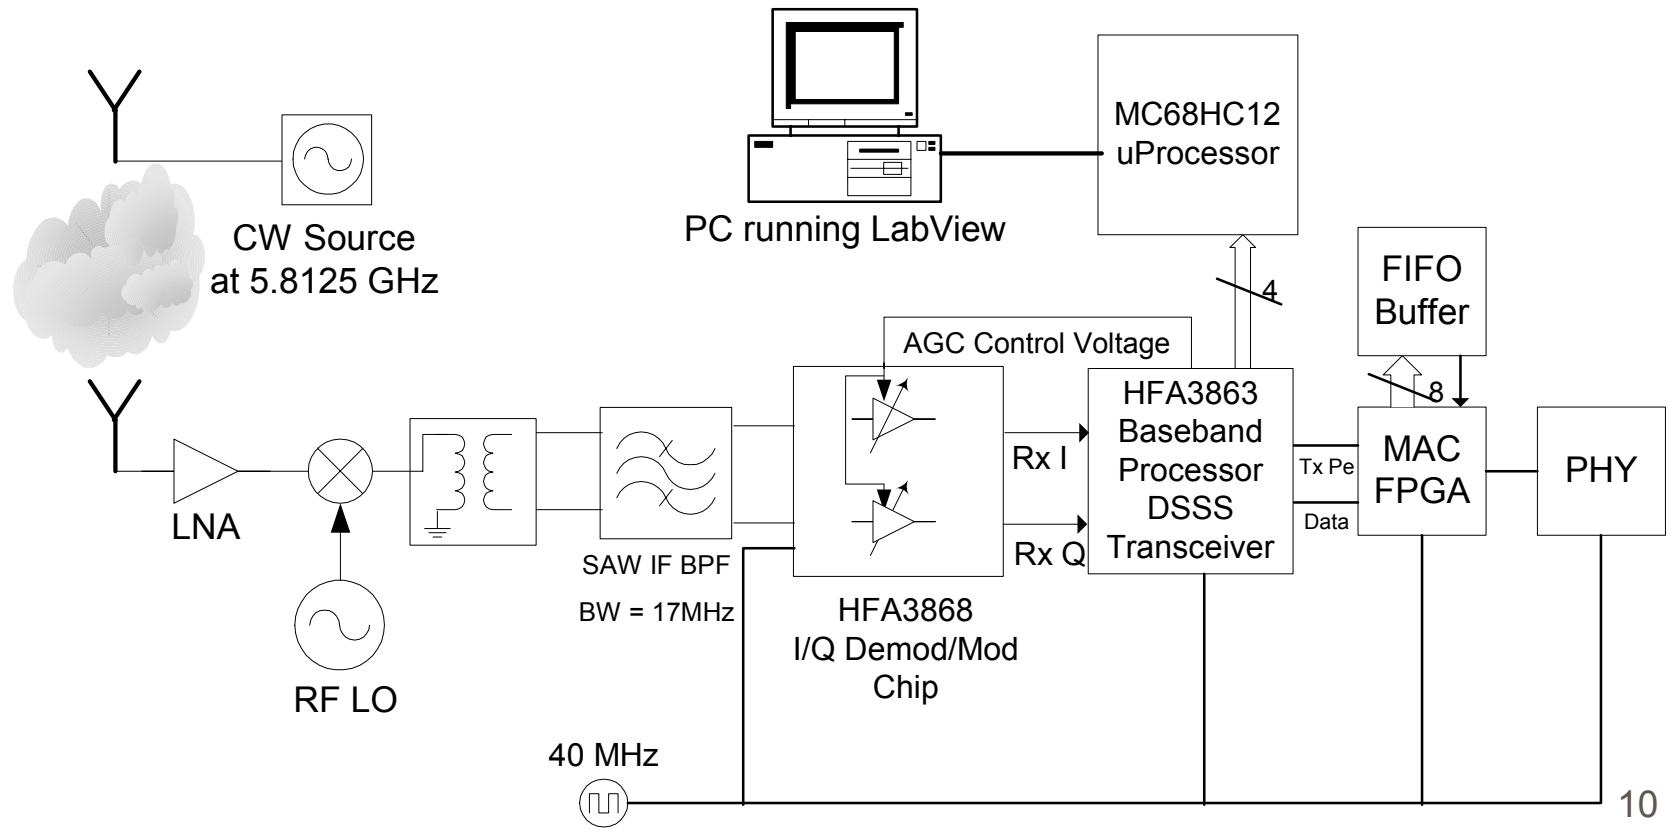 MC68HC12
uProcessor
PC running LabView
CW Source
at 5.8125 GHz
4
FIFO
Buffer
AGC Control Voltage
8
HFA3863
Baseband
Processor
DSSS
Transceiver
Rx I
Rx Q
Tx Pe
Data
MAC
FPGA
PHY
LNA
SAW IF BPF
BW = 17MHz
HFA3868
I/Q Demod/Mod
Chip
RF LO
40 MHz
10